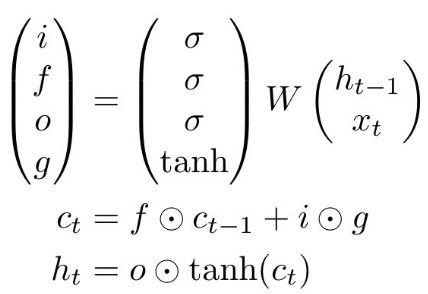 (i f o g) = (σ σ σ tanh) W (h_{t−1} x_t)
c_t = f ⊙ c_{t−1} + i ⊙ g
h_t = o ⊙ tanh(c_t)